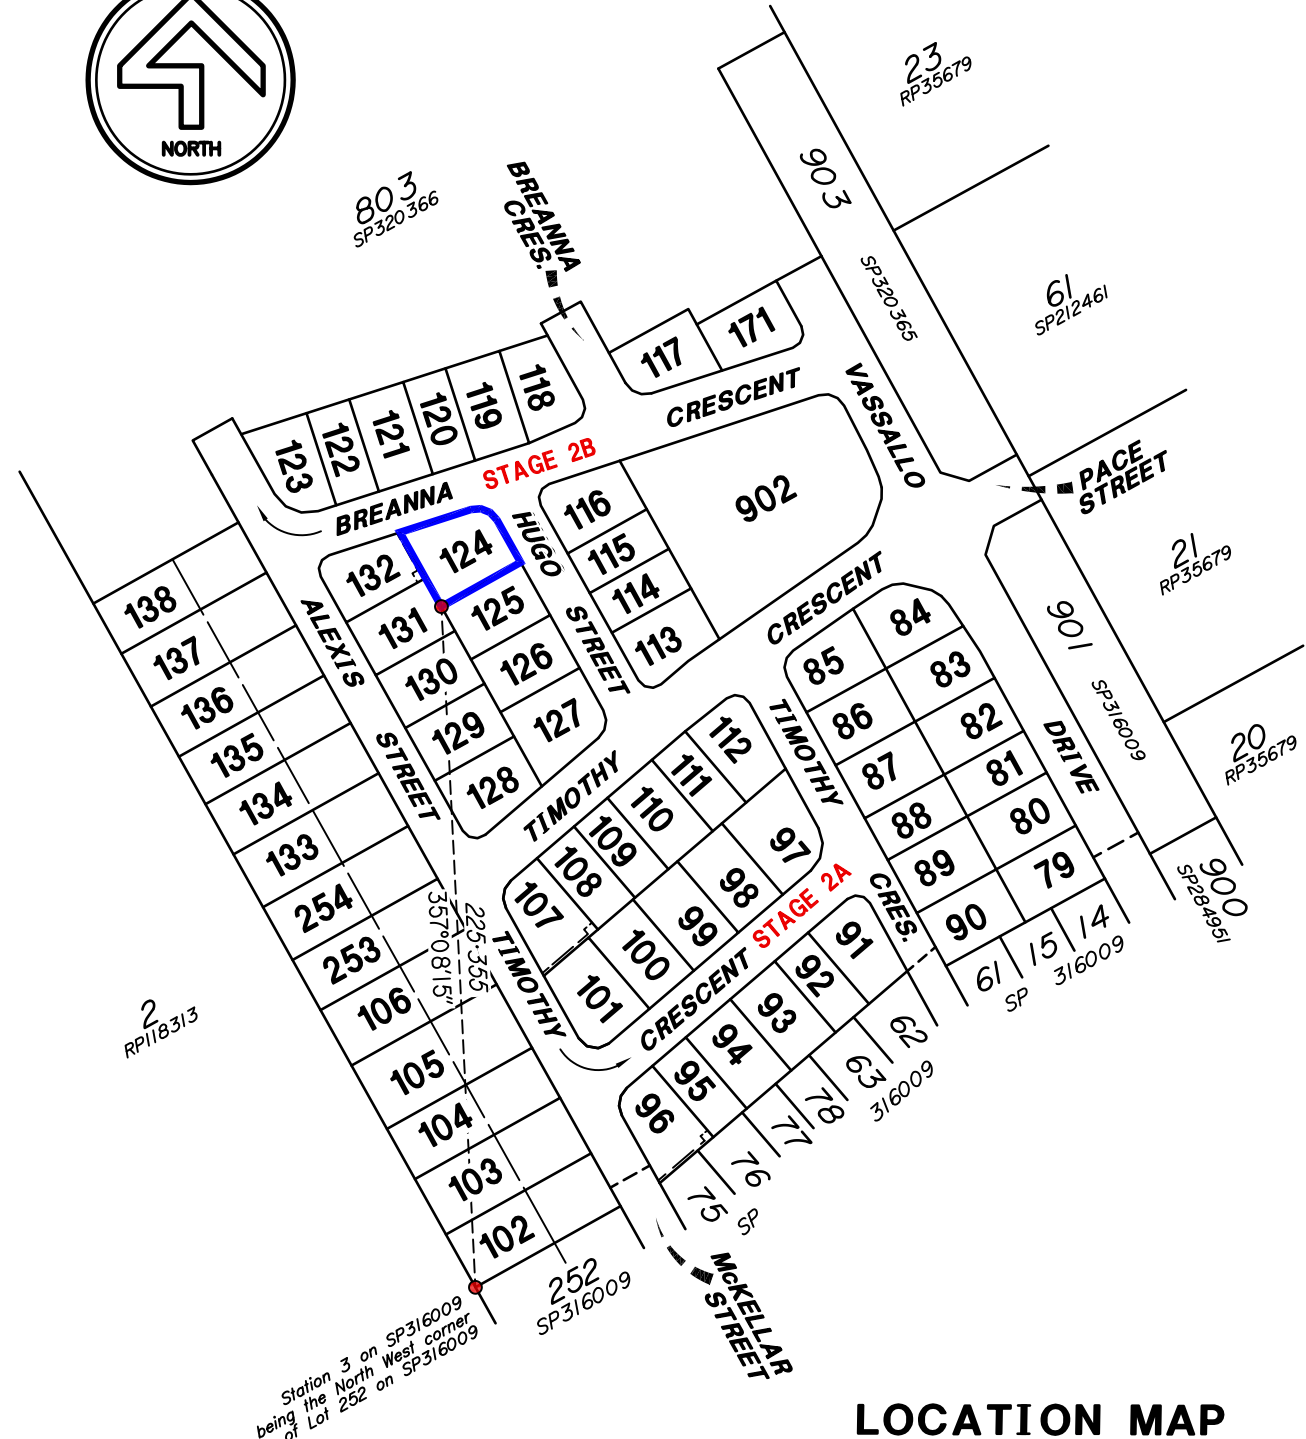 NORTH
23
RP35679
803
SP320366
BREANNA
CRES.
903
SP320365
61
SP212461
117
171
118
119
120
121
122
123
CRESCENT
VASSALLO
STAGE 2B
BREANNA
902
PACE
STREET
116
115
114
113
HUGO
STREET
124
132
131
125
130
126
129
127
128
ALEXIS
STREET
21
RP35679
901
SP316009
20
RP35679
138
137
136
135
134
133
254
253
106
105
104
103
102
CRESCENT
TIMOTHY
84
85
83
86
82
87
81
88
80
89
79
90
DRIVE
TIMOTHY
CRES.
112
111
110
109
108
107
97
98
99
100
101
STAGE 2A
CRESCENT
TIMOTHY
91
92
93
94
95
96
900
SP284951
61
15
14
SP 316009
62
63
78
77
76
75
SP 316009
225·355
357°08'15"
2
RP118313
252
SP316009
McKELLAR
STREET
Station 3 on SP316009
being the North West corner
of Lot 252 on SP316009
LOCATION MAP